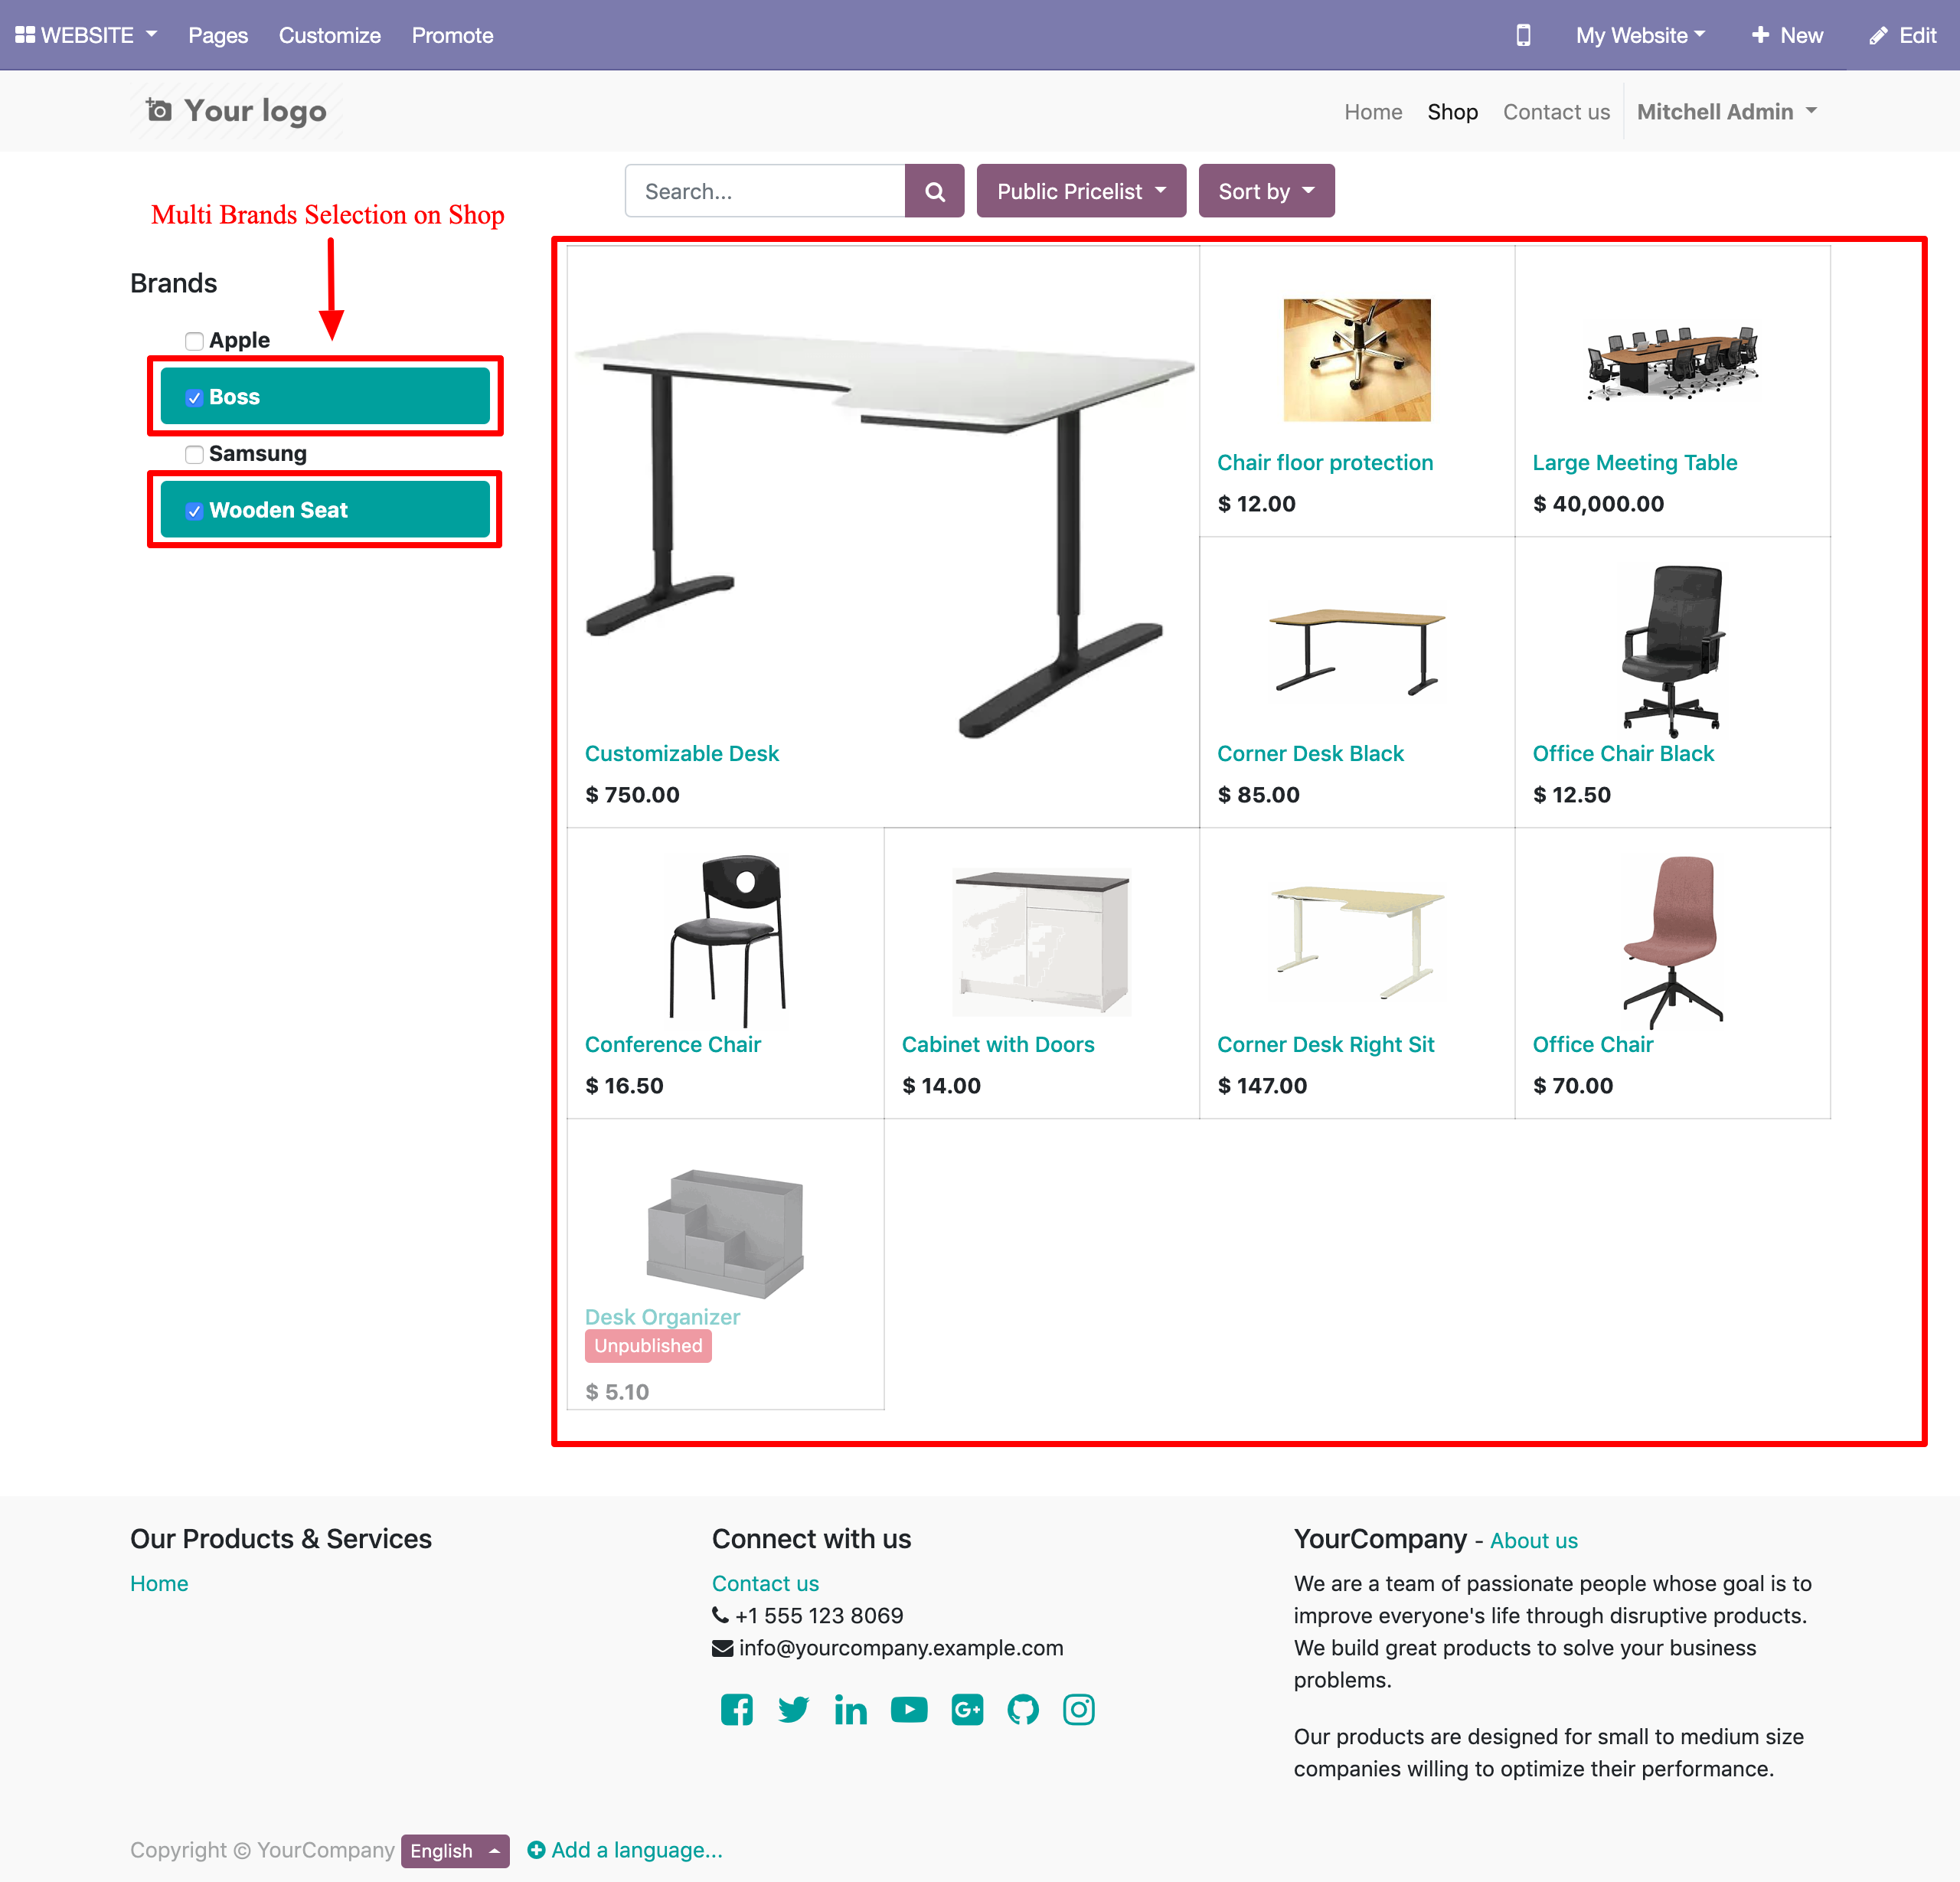 WEBSITE Pages Customize Promote My Website New Edit
Your logo Home Shop Contact us Mitchell Admin
Search... Public Pricelist Sort by
Multi Brands Selection on Shop
Brands
Apple
Boss
Samsung
Wooden Seat
Chair floor protection Large Meeting Table
$ 12.00 $ 40,000.00
Customizable Desk Corner Desk Black Office Chair Black
$ 750.00 $ 85.00 $ 12.50
Conference Chair Cabinet with Doors Corner Desk Right Sit Office Chair
$ 16.50 $ 14.00 $ 147.00 $ 70.00
Desk Organizer
Unpublished
$ 5.10
Our Products & Services
Home
Connect with us
Contact us
+1 555 123 8069
info@yourcompany.example.com
YourCompany - About us
We are a team of passionate people whose goal is to
improve everyone's life through disruptive products.
We build great products to solve your business
problems.
Our products are designed for small to medium size
companies willing to optimize their performance.
Copyright © YourCompany English Add a language...